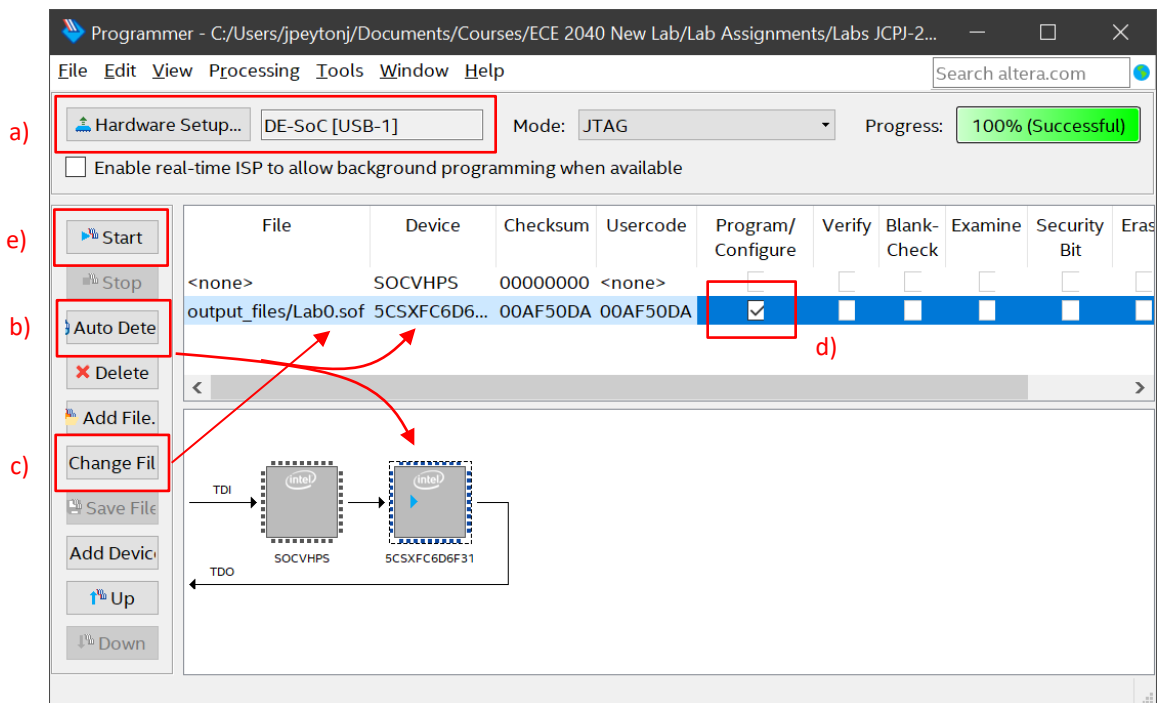 Programmer - C:/Users/jpeytonj/Documents/Courses/ECE 2040 New Lab/Lab Assignments/Labs JCPJ-2...
File Edit View Processing Tools Window Help
Search altera.com
a)
Hardware Setup...
DE-SoC [USB-1]
Mode: JTAG
Progress: 100% (Successful)
Enable real-time ISP to allow background programming when available
e)
Start
Stop
b)
Auto Dete
Delete
Add File.
c)
Change Fil
Save File
Add Devic
Up
Down
File Device Checksum Usercode Program/ Verify Blank- Examine Security Eras
Configure Check Bit
<none> SOCVHPS 00000000 <none>
output_files/Lab0.sof 5CSXFC6D6... 00AF50DA 00AF50DA
d)
TDI
intel
intel
SOCVHPS
5CSXFC6D6F31
TDO